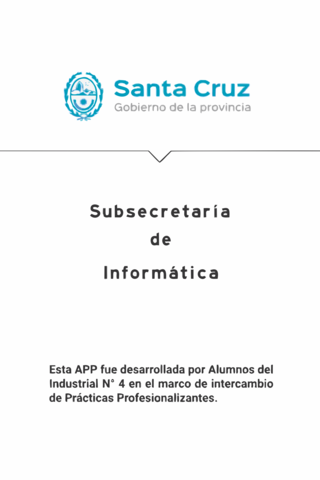 Santa Cruz
Gobierno de la provincia
Subsecretaría
de
Informática
Esta APP fue desarrollada por Alumnos del
Industrial N° 4 en el marco de intercambio
de Prácticas Profesionalizantes.